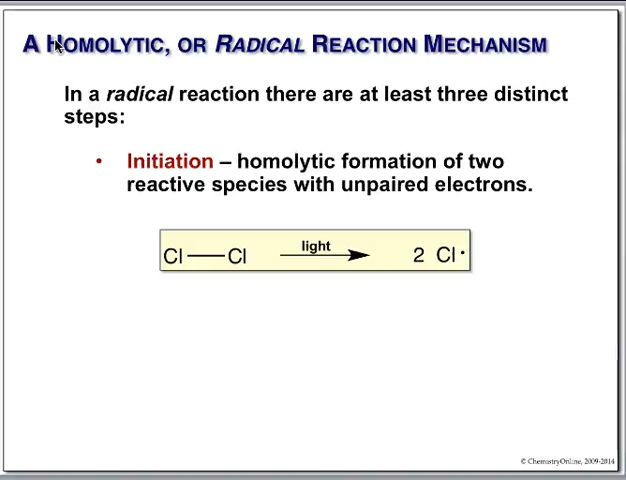 A HOMOLYTIC, OR RADICAL REACTION MECHANISM
In a radical reaction there are at least three distinct
steps:
• Initiation – homolytic formation of two
reactive species with unpaired electrons.
light
Cl — Cl 2 Cl·
© ChemistryOnline, 2009-2014